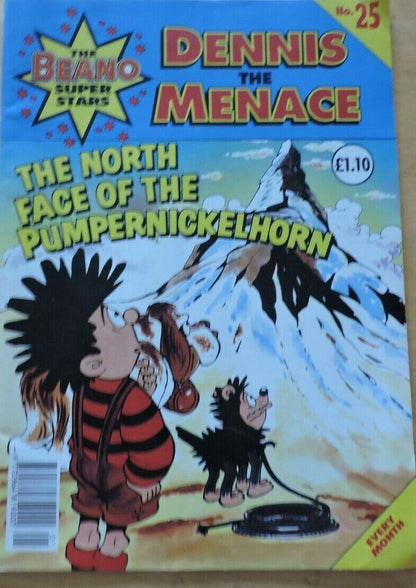 THE
BEANO
SUPER
STARS
DENNIS
THE
MENACE
No. 25
£1.10
THE NORTH
FACE OF THE
PUMPERNICKELHORN
EVERY
MONTH